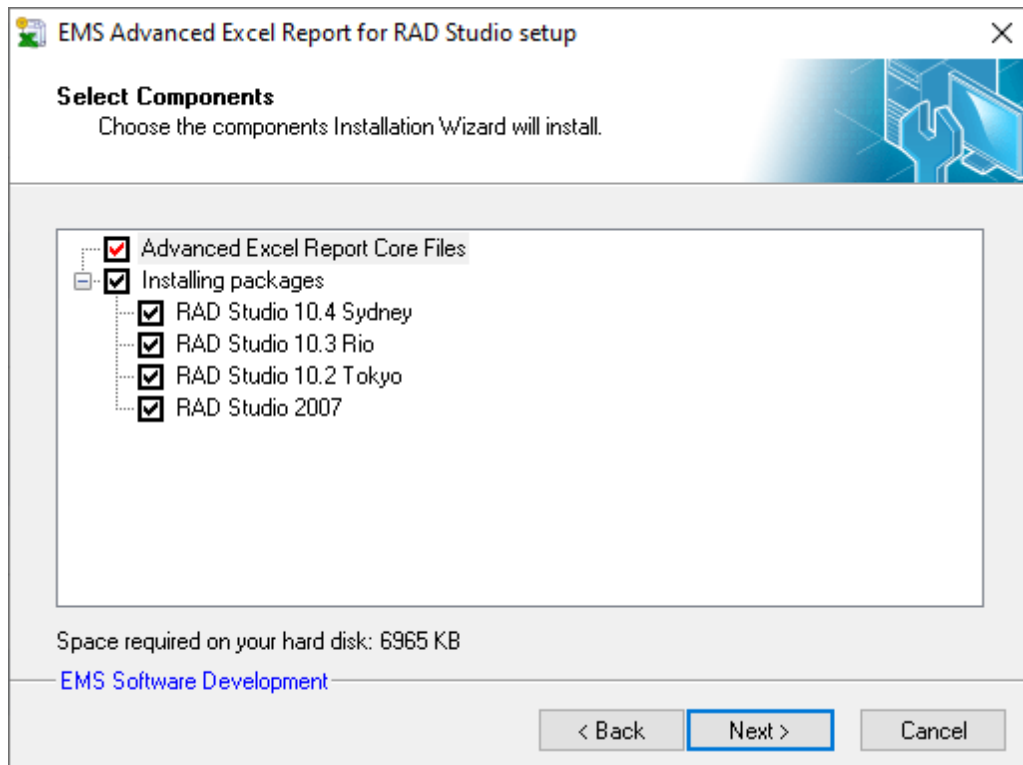 EMS Advanced Excel Report for RAD Studio setup
Select Components
Choose the components Installation Wizard will install.
Advanced Excel Report Core Files
Installing packages
RAD Studio 10.4 Sydney
RAD Studio 10.3 Rio
RAD Studio 10.2 Tokyo
RAD Studio 2007
Space required on your hard disk: 6965 KB
EMS Software Development
< Back Next > Cancel